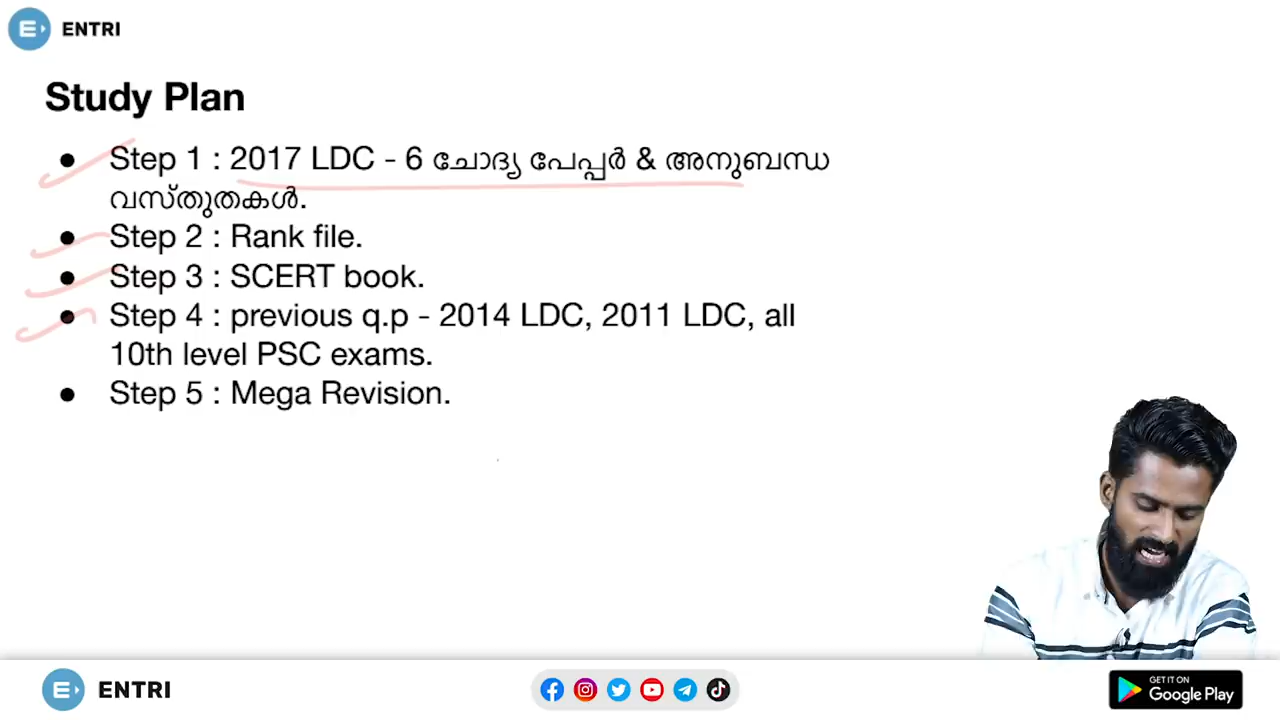 ENTRI
Study Plan
● Step 1 : 2017 LDC - 6 ചോദ്യ പേപ്പർ & അനുബന്ധ
വസ്തുതകൾ.
● Step 2 : Rank file.
● Step 3 : SCERT book.
● Step 4 : previous q.p - 2014 LDC, 2011 LDC, all
10th level PSC exams.
● Step 5 : Mega Revision.
ENTRI
GET IT ON
Google Play